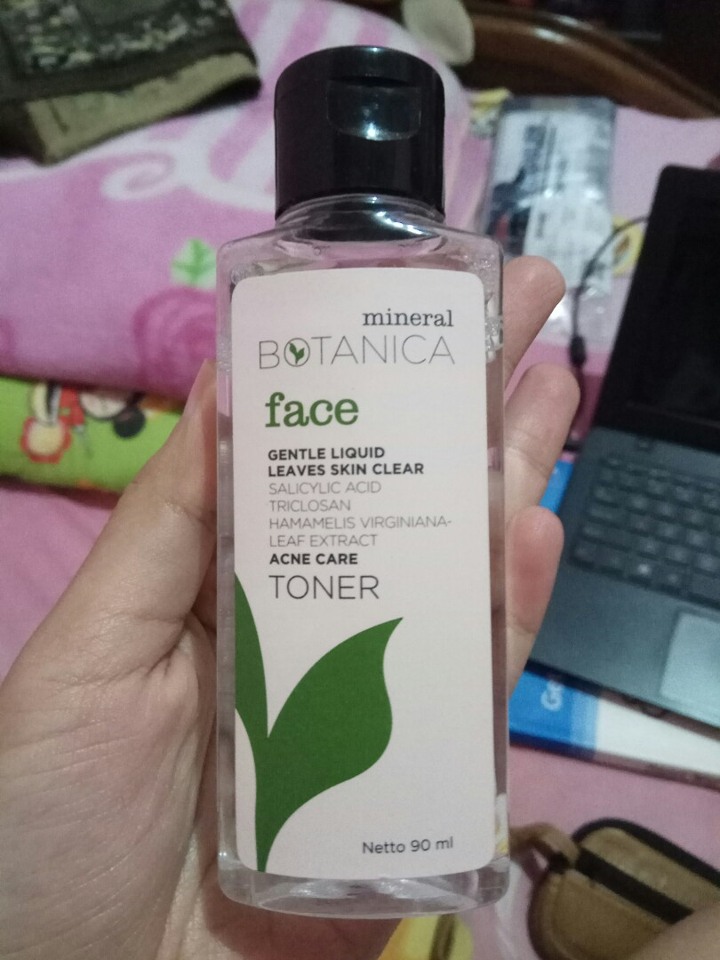 mineral
BOTANICA
face
GENTLE LIQUID
LEAVES SKIN CLEAR
SALICYLIC ACID
TRICLOSAN
HAMAMELIS VIRGINIANA-
LEAF EXTRACT
ACNE CARE
TONER
Netto 90 ml